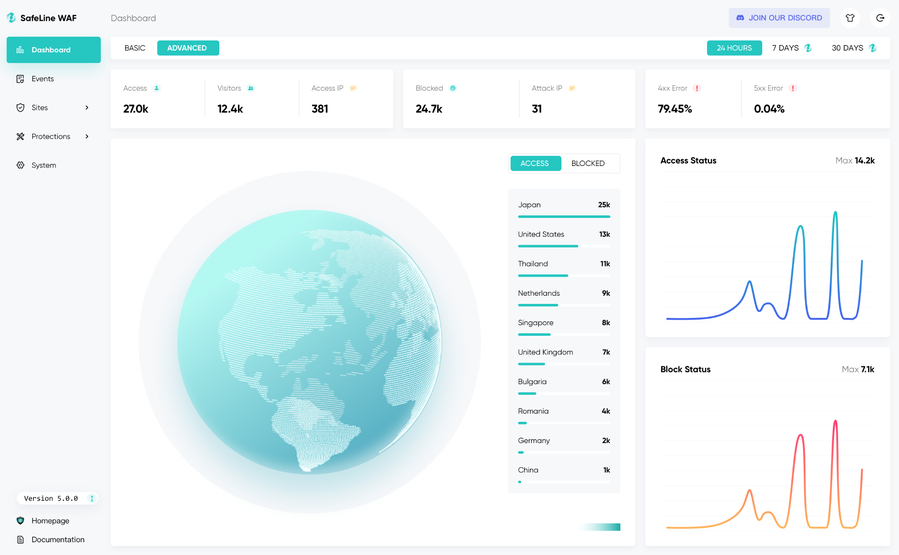 SafeLine WAF
Dashboard
JOIN OUR DISCORD
Dashboard
Events
Sites
Protections
System
BASIC
ADVANCED
24 HOURS
7 DAYS
30 DAYS
Access
27.0k
Visitors
12.4k
Access IP
381
Blocked
24.7k
Attack IP
31
4xx Error
79.45%
5xx Error
0.04%
ACCESS
BLOCKED
Japan 25k
United States 13k
Thailand 11k
Netherlands 9k
Singapore 8k
United Kingdom 7k
Bulgaria 6k
Romania 4k
Germany 2k
China 1k
Access Status
Max 14.2k
Block Status
Max 7.1k
Version 5.0.0
Homepage
Documentation